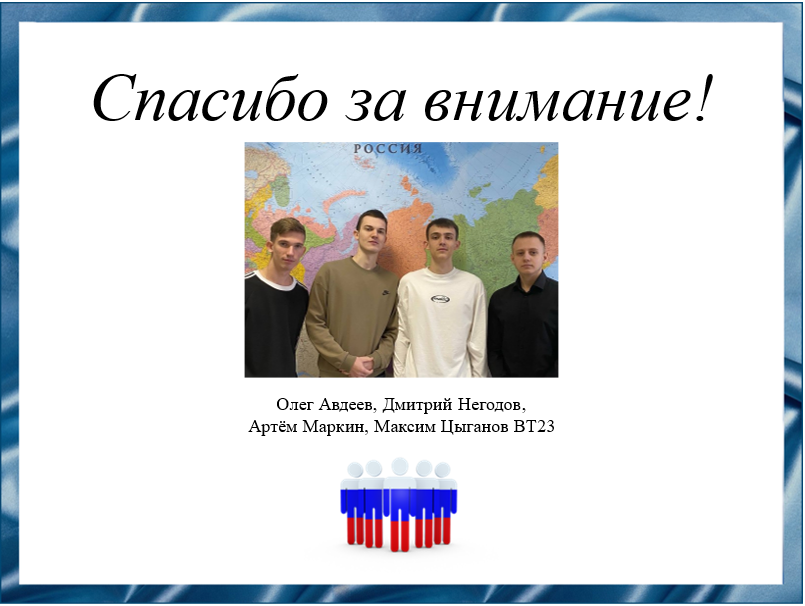 Спасибо за внимание!
РОССИЯ
Олег Авдеев, Дмитрий Негодов,
Артём Маркин, Максим Цыганов ВТ23